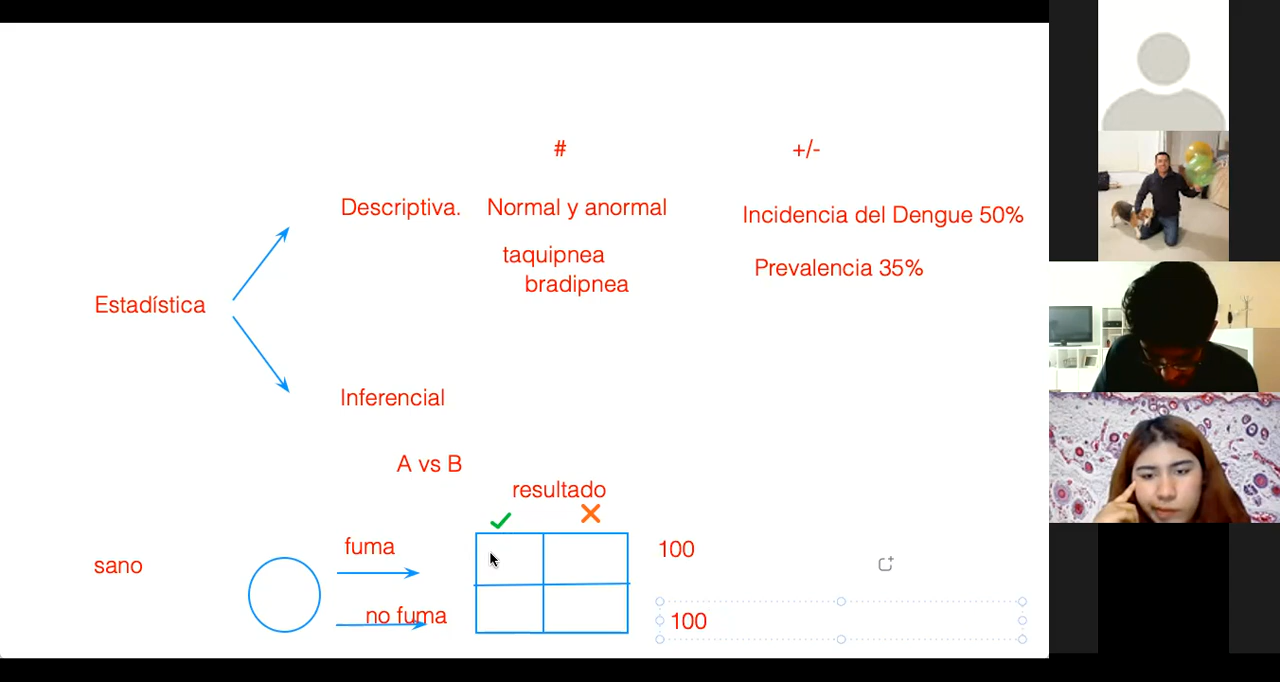 # +/-
Descriptiva. Normal y anormal Incidencia del Dengue 50%
taquipnea Prevalencia 35%
bradipnea
Estadística
Inferencial
A vs B
resultado
fuma 100
sano
no fuma 100